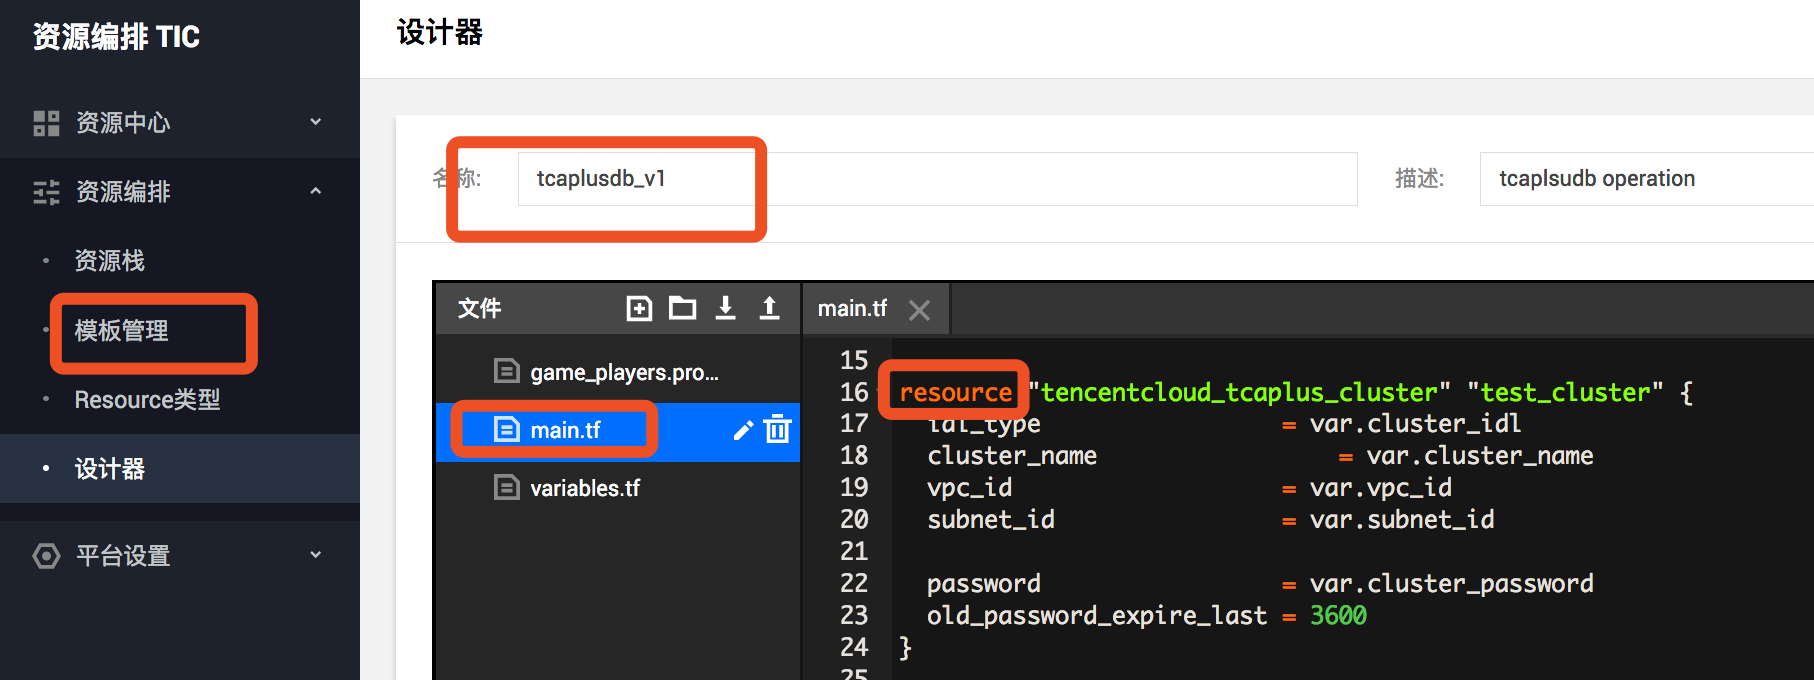 资源编排 TIC
资源中心
资源编排
资源栈
模板管理
Resource类型
设计器
平台设置
设计器
名称: tcaplusdb_v1 描述: tcaplsudb operation
文件
game_players.pro...
main.tf
variables.tf
main.tf
15
16 resource "tencentcloud_tcaplus_cluster" "test_cluster" {
17 idl_type = var.cluster_idl
18 cluster_name = var.cluster_name
19 vpc_id = var.vpc_id
20 subnet_id = var.subnet_id
21
22 password = var.cluster_password
23 old_password_expire_last = 3600
24 }
25